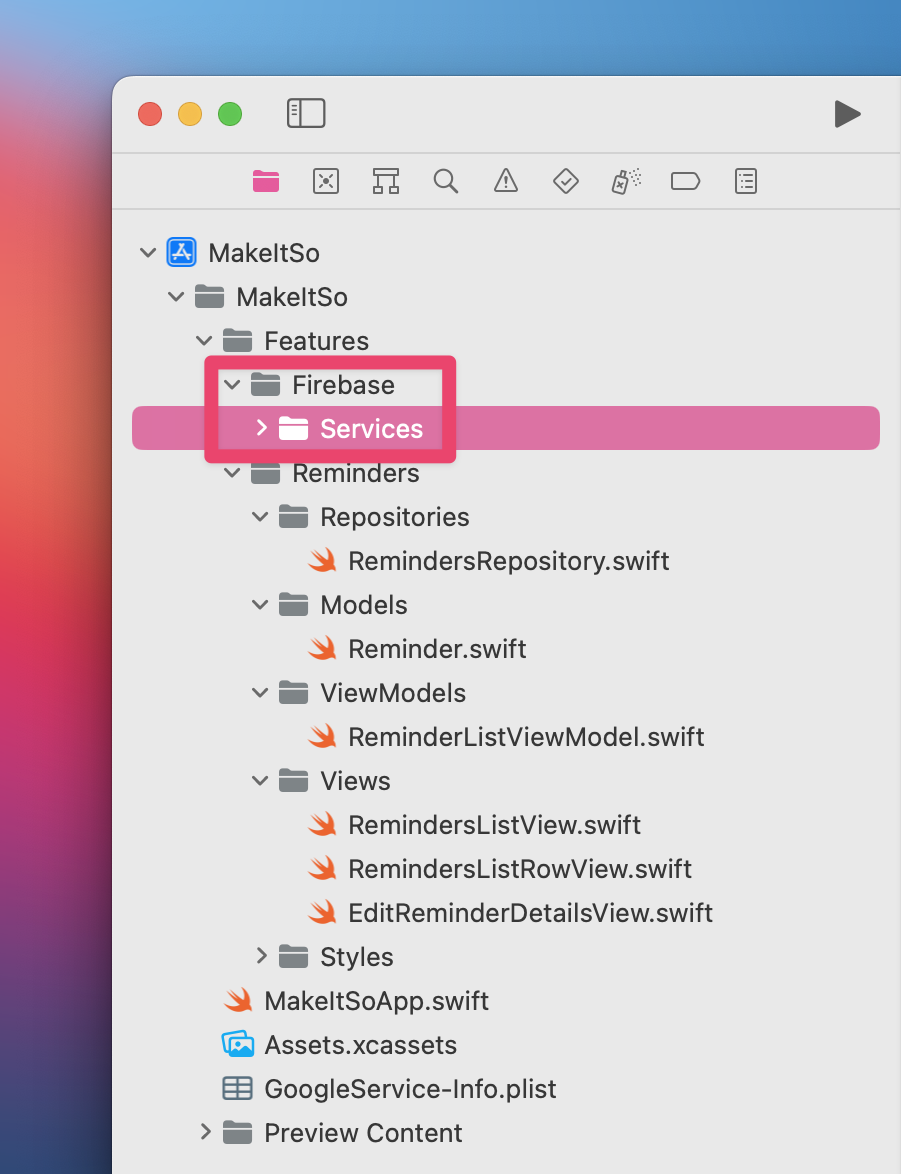 MakeItSo
MakeItSo
Features
Firebase
Services
Reminders
Repositories
RemindersRepository.swift
Models
Reminder.swift
ViewModels
ReminderListViewModel.swift
Views
RemindersListView.swift
RemindersListRowView.swift
EditReminderDetailsView.swift
Styles
MakeItSoApp.swift
Assets.xcassets
GoogleService-Info.plist
Preview Content